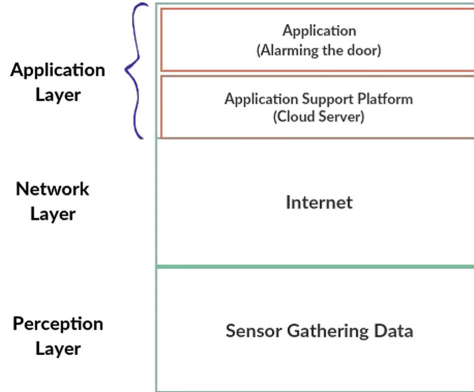 Application
Layer
Application
(Alarming the door)
Application Support Platform
(Cloud Server)
Network
Layer
Internet
Perception
Layer
Sensor Gathering Data